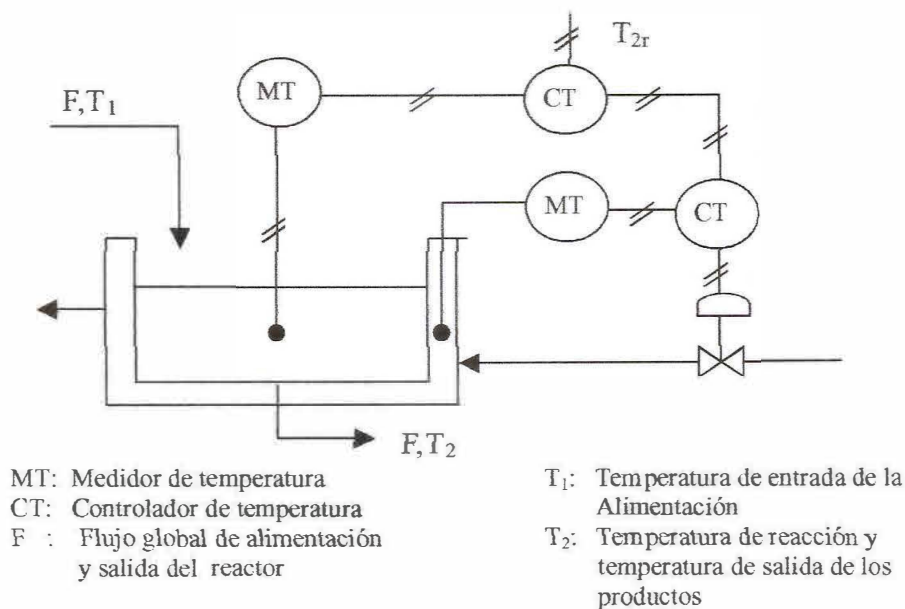 T2r
MT
CT
F,T1
MT
CT
F,T2
MT: Medidor de temperatura
CT: Controlador de temperatura
F : Flujo global de alimentación
y salida del reactor
T1: Temperatura de entrada de la
Alimentación
T2: Temperatura de reacción y
temperatura de salida de los
productos